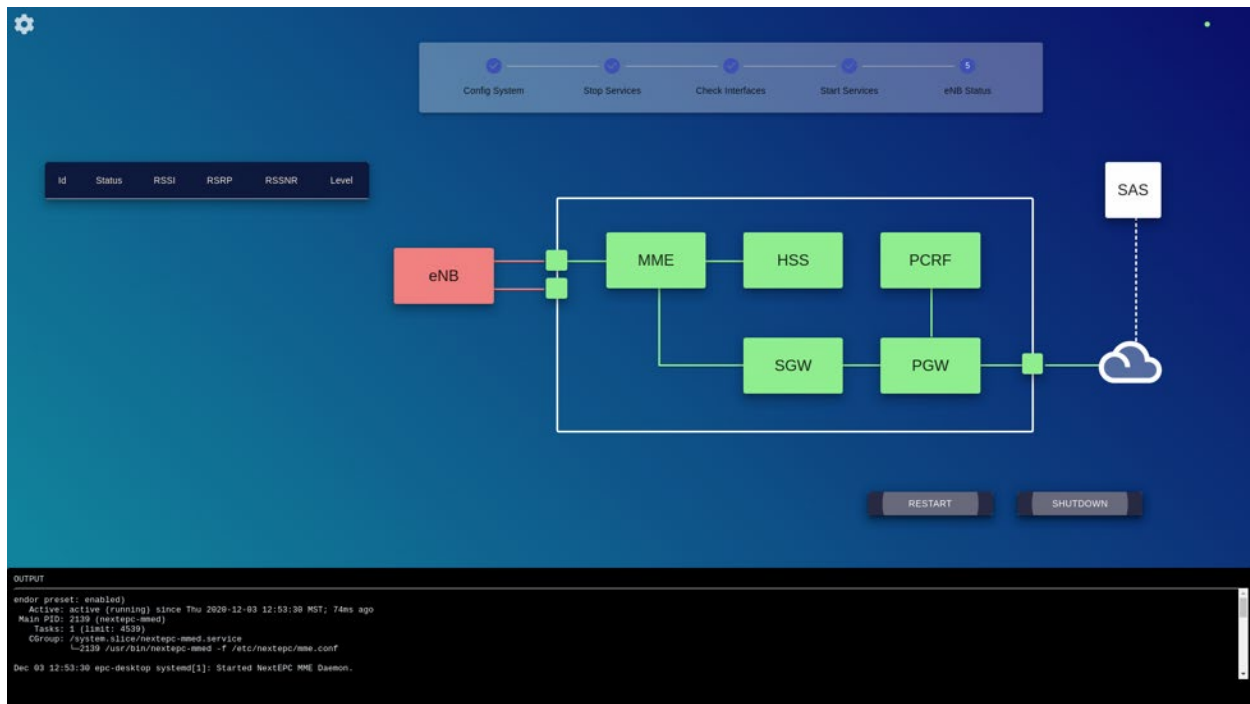 5
Config System Stop Services Check Interfaces Start Services eNB Status
Id Status RSSI RSRP RSSNR Level
SAS
MME HSS PCRF
eNB
SGW PGW
RESTART SHUTDOWN
OUTPUT
endor preset: enabled)
Active: active (running) since Thu 2020-12-03 12:53:30 MST; 74ms ago
Main PID: 2139 (nextepc-mmed)
Tasks: 1 (limit: 4539)
CGroup: /system.slice/nextepc-mmed.service
└─2139 /usr/bin/nextepc-mmed -f /etc/nextepc/mme.conf
Dec 03 12:53:30 epc-desktop systemd[1]: Started NextEPC MME Daemon.